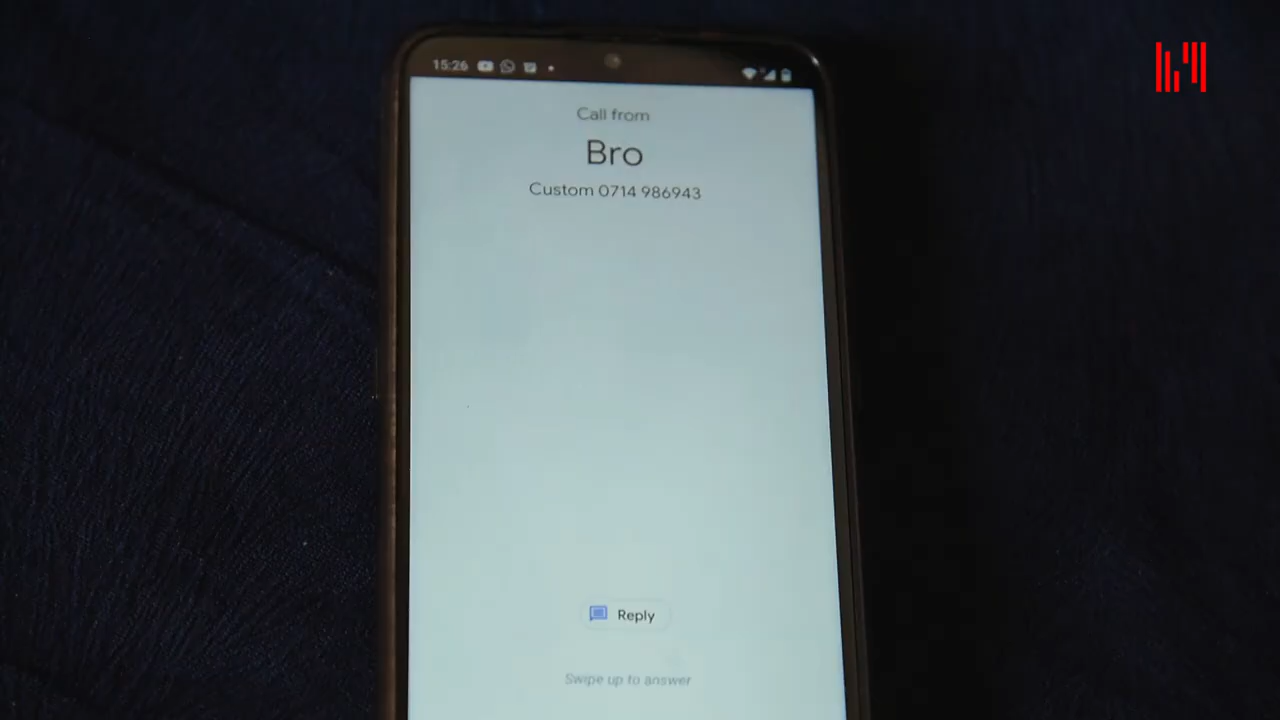 15:26
Call from
Bro
Custom 0714 986943
Reply
Swipe up to answer